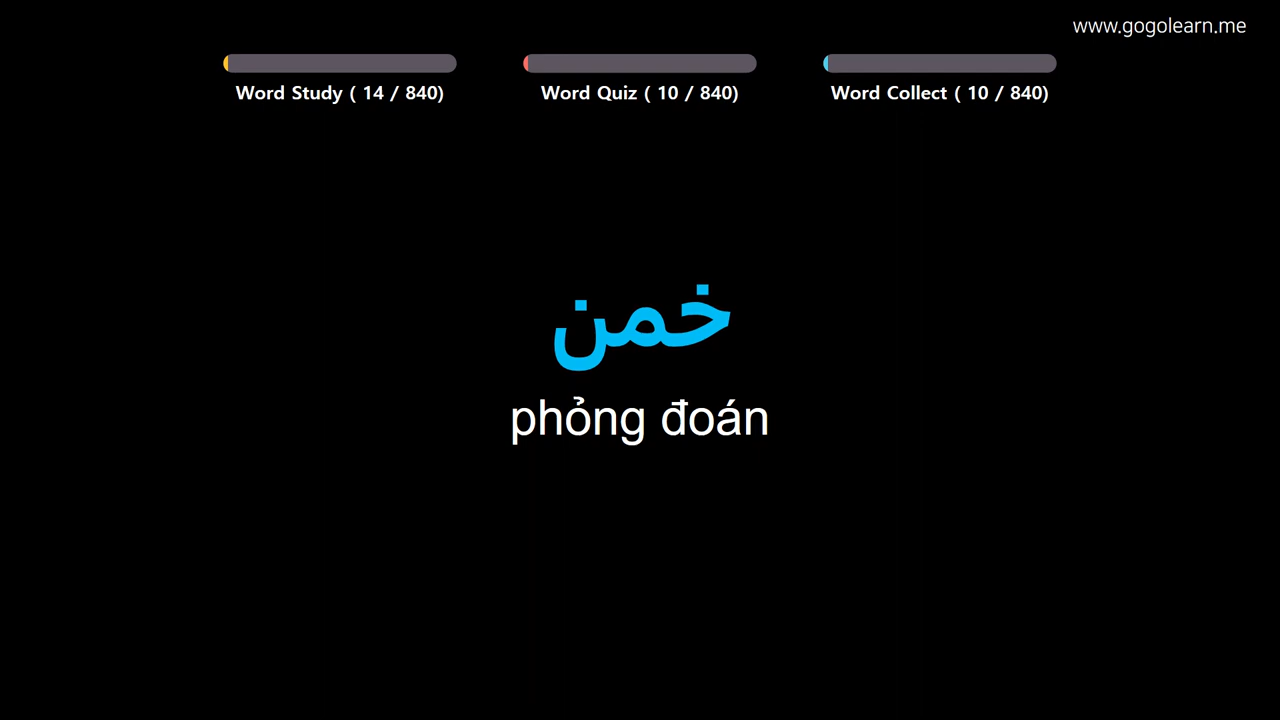 www.gogolearn.me
Word Study ( 14 / 840)
Word Quiz ( 10 / 840)
Word Collect ( 10 / 840)
خمن
phỏng đoán